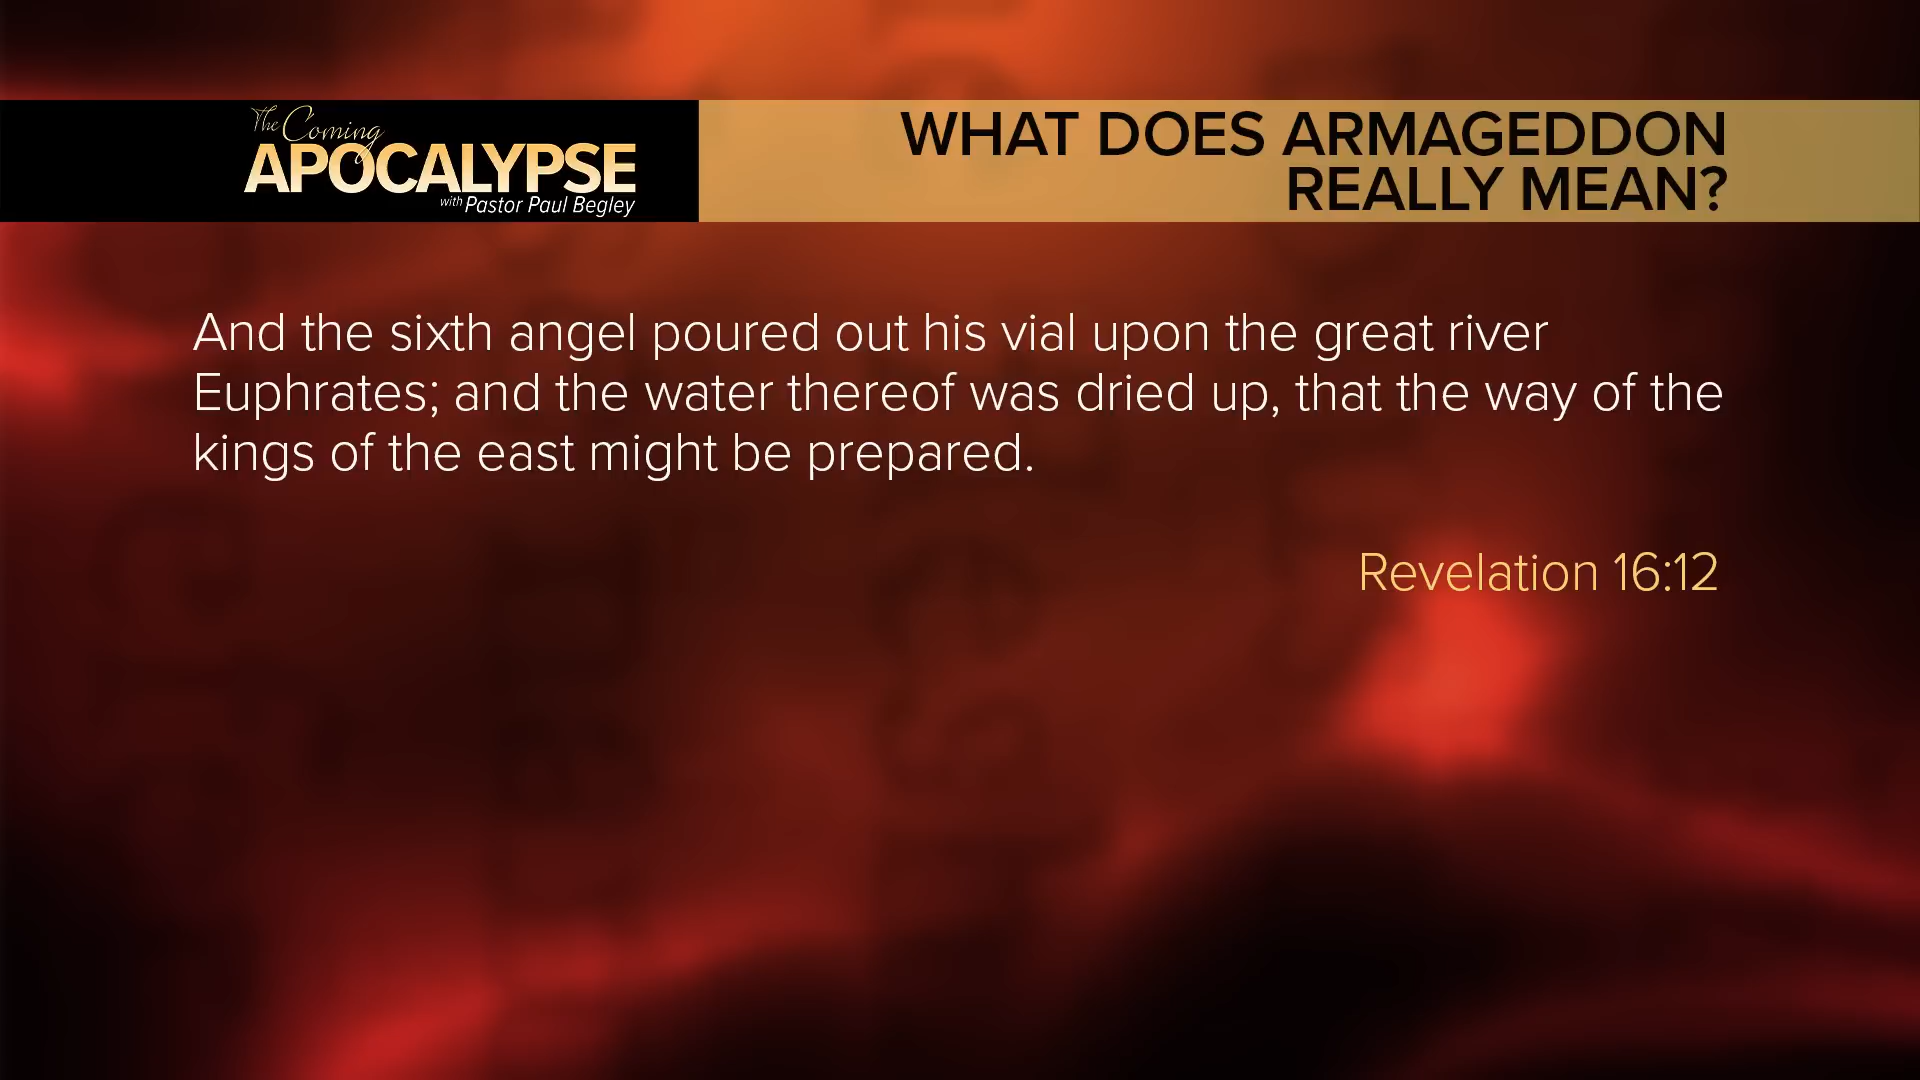 The Coming
APOCALYPSE
with Pastor Paul Begley
WHAT DOES ARMAGEDDON
REALLY MEAN?
And the sixth angel poured out his vial upon the great river
Euphrates; and the water thereof was dried up, that the way of the
kings of the east might be prepared.
Revelation 16:12